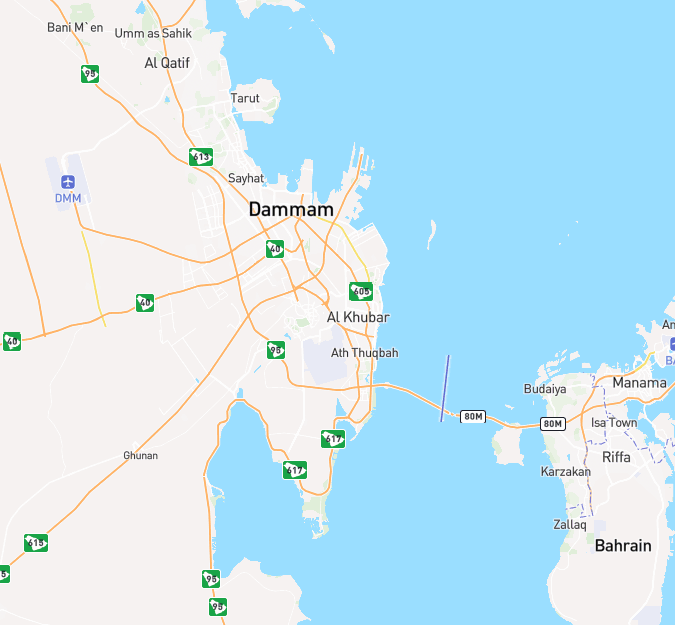 Bani M`en
Umm as Sahik
Al Qatif
95
Tarut
613
Sayhat
DMM
Dammam
40
605
40
Al Khubar
40
95
Ath Thuqbah
Manama
Budaiya
80M
80M
Isa Town
617
Riffa
Ghunan
617
Karzakan
Zallaq
615
Bahrain
95
95